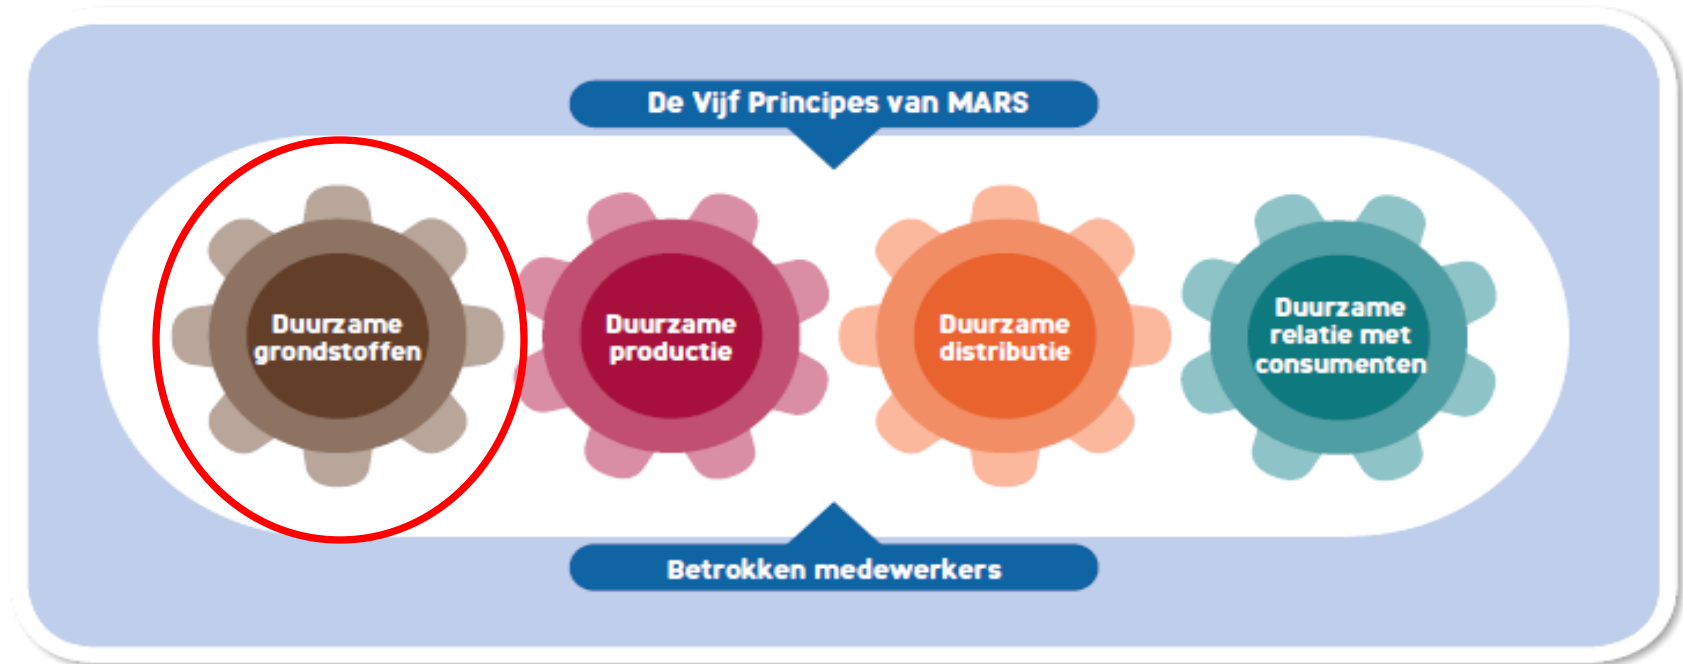 De Vijf Principes van MARS
Duurzame
grondstoffen
Duurzame
productie
Duurzame
distributie
Duurzame
relatie met
consumenten
Betrokken medewerkers